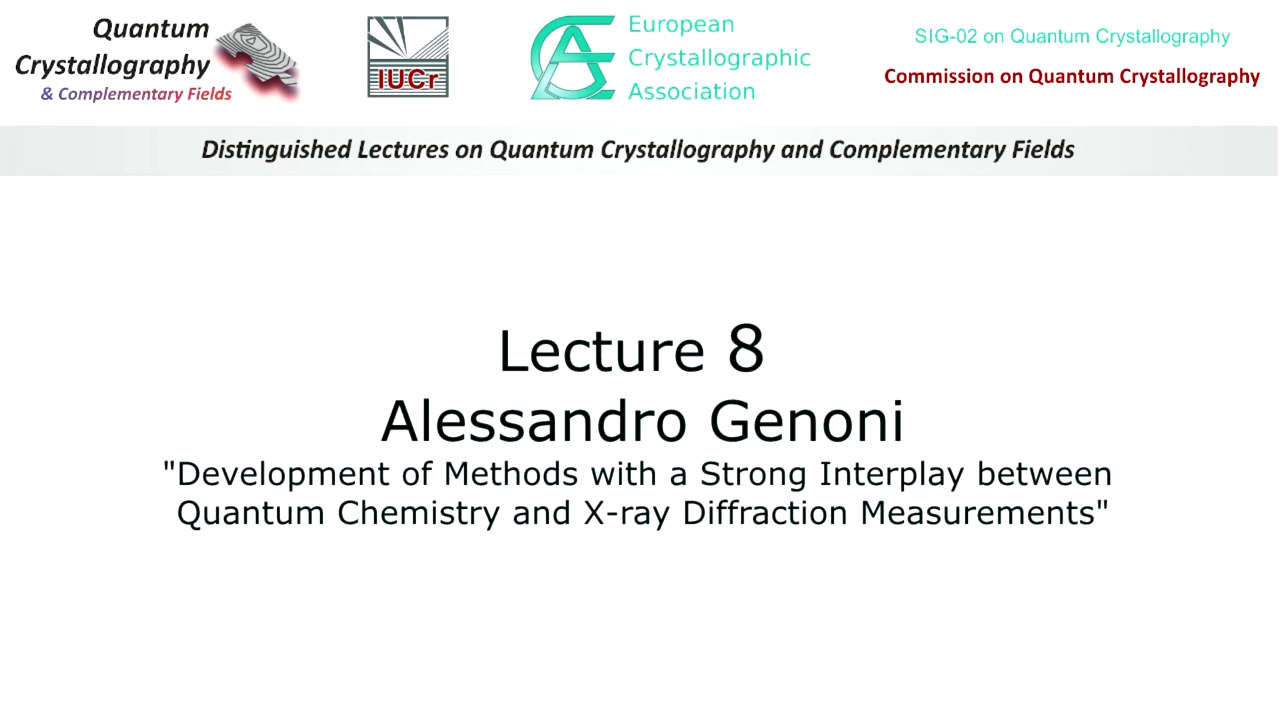 Quantum
Crystallography
& Complementary Fields
IUCr
European
Crystallographic
Association
SIG-02 on Quantum Crystallography
Commission on Quantum Crystallography
Distinguished Lectures on Quantum Crystallography and Complementary Fields
Lecture 8
Alessandro Genoni
"Development of Methods with a Strong Interplay between
Quantum Chemistry and X-ray Diffraction Measurements"